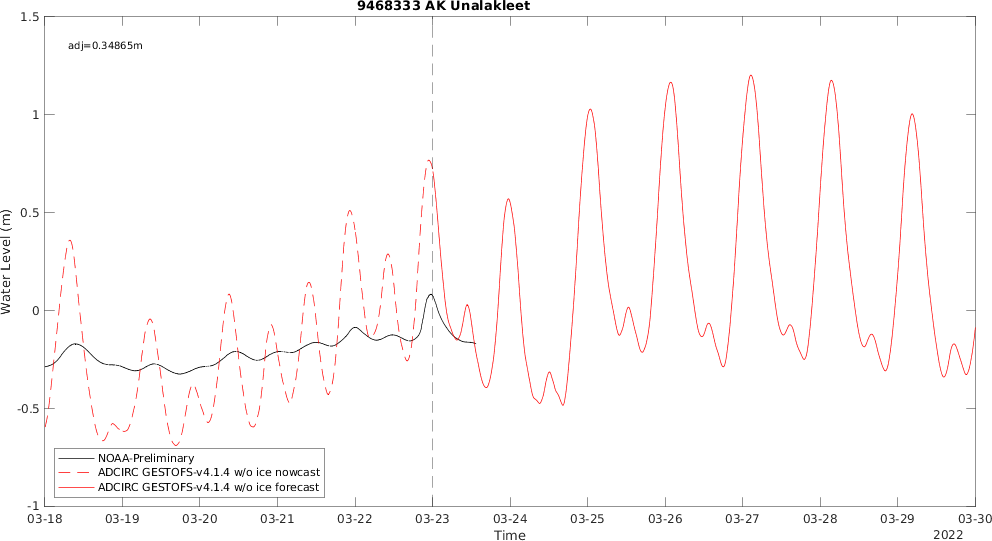 9468333 AK Unalakleet
adj=0.34865m
Water Level (m)
1.5
1
0.5
0
-0.5
-1
NOAA-Preliminary
ADCIRC GESTOFS-v4.1.4 w/o ice nowcast
ADCIRC GESTOFS-v4.1.4 w/o ice forecast
03-18 03-19 03-20 03-21 03-22 03-23 03-24 03-25 03-26 03-27 03-28 03-29 03-30
Time
2022